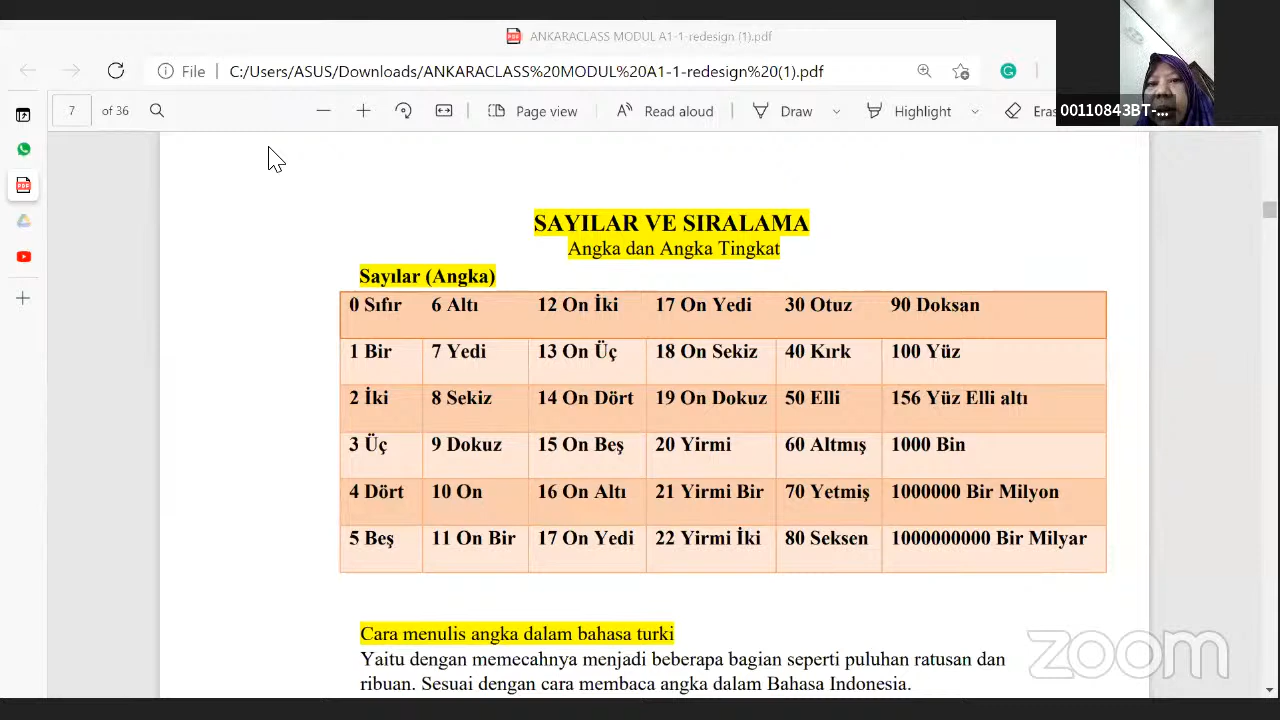 ANKARACLASS MODUL A1-1-redesign (1).pdf
File | C:/Users/ASUS/Downloads/ANKARACLASS%20MODUL%20A1-1-redesign%20(1).pdf
7 of 36 Page view Read aloud Draw Highlight Eras
00110843BT-...
SAYILAR VE SIRALAMA
Angka dan Angka Tingkat
Sayılar (Angka)
0 Sıfır 6 Altı 12 On İki 17 On Yedi 30 Otuz 90 Doksan
1 Bir 7 Yedi 13 On Üç 18 On Sekiz 40 Kırk 100 Yüz
2 İki 8 Sekiz 14 On Dört 19 On Dokuz 50 Elli 156 Yüz Elli altı
3 Üç 9 Dokuz 15 On Beş 20 Yirmi 60 Altmış 1000 Bin
4 Dört 10 On 16 On Altı 21 Yirmi Bir 70 Yetmiş 1000000 Bir Milyon
5 Beş 11 On Bir 17 On Yedi 22 Yirmi İki 80 Seksen 1000000000 Bir Milyar
Cara menulis angka dalam bahasa turki
Yaitu dengan memecahnya menjadi beberapa bagian seperti puluhan ratusan dan
ribuan. Sesuai dengan cara membaca angka dalam Bahasa Indonesia.
zoom